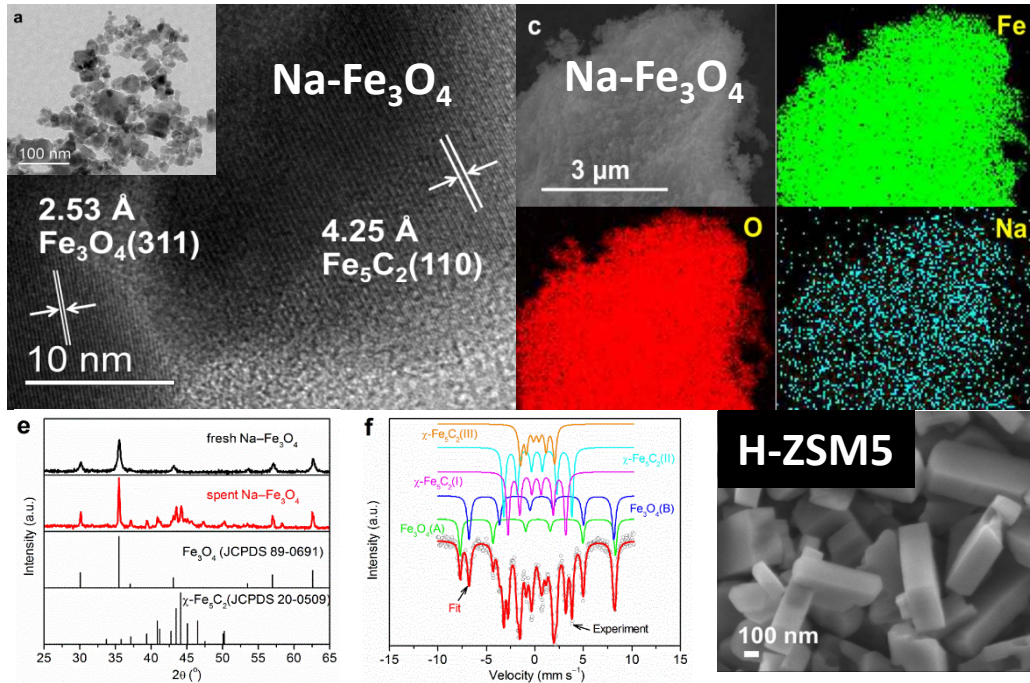 a
Na-Fe₃O₄
100 nm
2.53 Å
Fe₃O₄(311)
4.25 Å
Fe₅C₂(110)
10 nm
c
Na-Fe₃O₄
3 μm
Fe
O
Na
e
fresh Na–Fe₃O₄
spent Na–Fe₃O₄
Fe₃O₄ (JCPDS 89-0691)
χ-Fe₅C₂(JCPDS 20-0509)
Intensity (a.u.)
25 30 35 40 45 50 55 60 65
2θ (°)
f
χ-Fe₅C₂(III)
χ-Fe₅C₂(II)
χ-Fe₅C₂(I)
Fe₃O₄(B)
Fe₃O₄(A)
Fit
Experiment
Intensity (a.u.)
-15 -10 -5 0 5 10 15
Velocity (mm s⁻¹)
H-ZSM5
100 nm